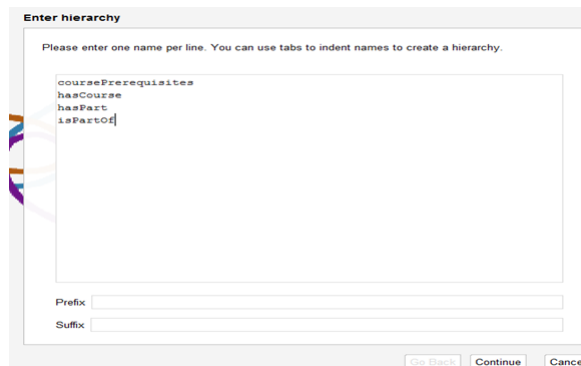 Enter hierarchy
Please enter one name per line. You can use tabs to indent names to create a hierarchy.
coursePrerequisites
hasCourse
hasPart
isPartOf
Prefix
Suffix
Go Back Continue Cance